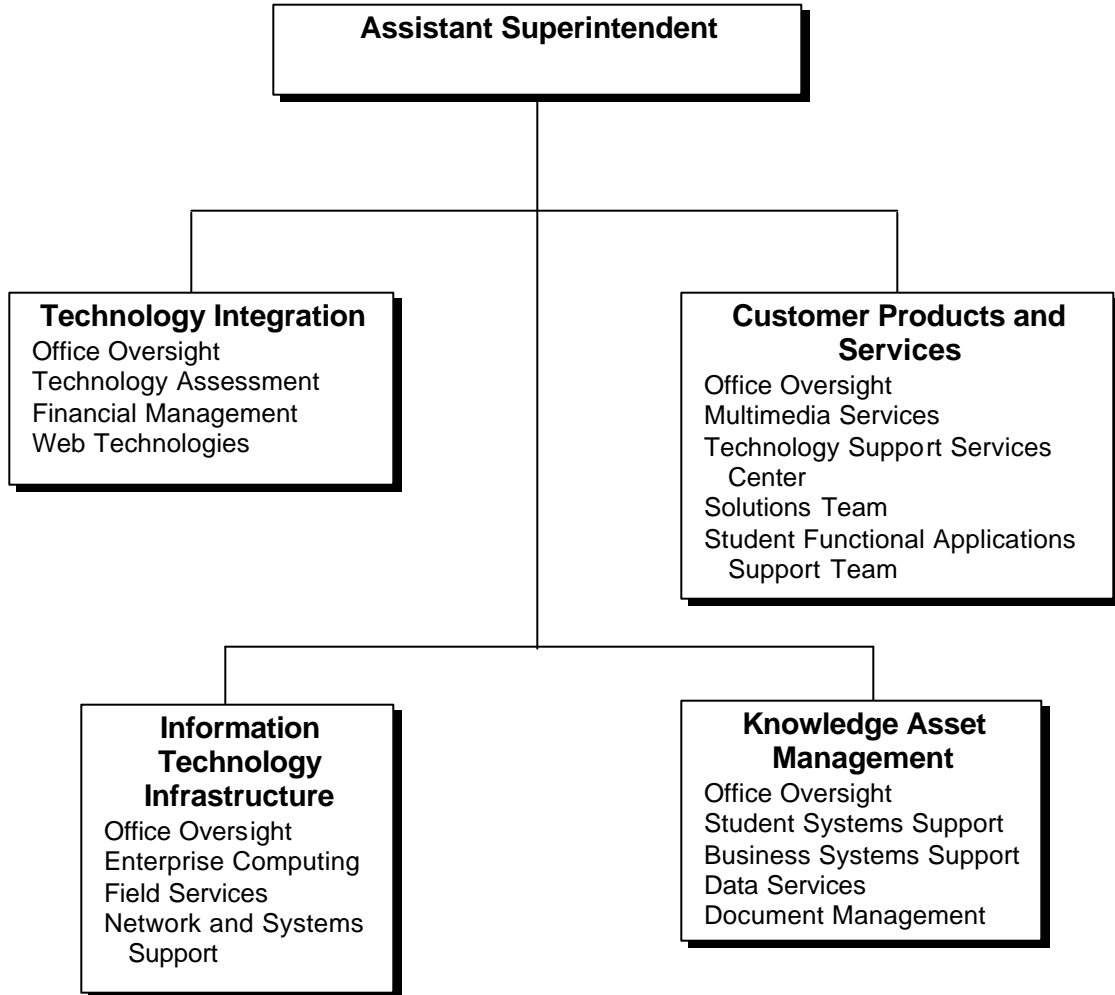 Assistant Superintendent
Technology Integration
Office Oversight
Technology Assessment
Financial Management
Web Technologies
Customer Products and
Services
Office Oversight
Multimedia Services
Technology Support Services
Center
Solutions Team
Student Functional Applications
Support Team
Information
Technology
Infrastructure
Office Oversight
Enterprise Computing
Field Services
Network and Systems
Support
Knowledge Asset
Management
Office Oversight
Student Systems Support
Business Systems Support
Data Services
Document Management